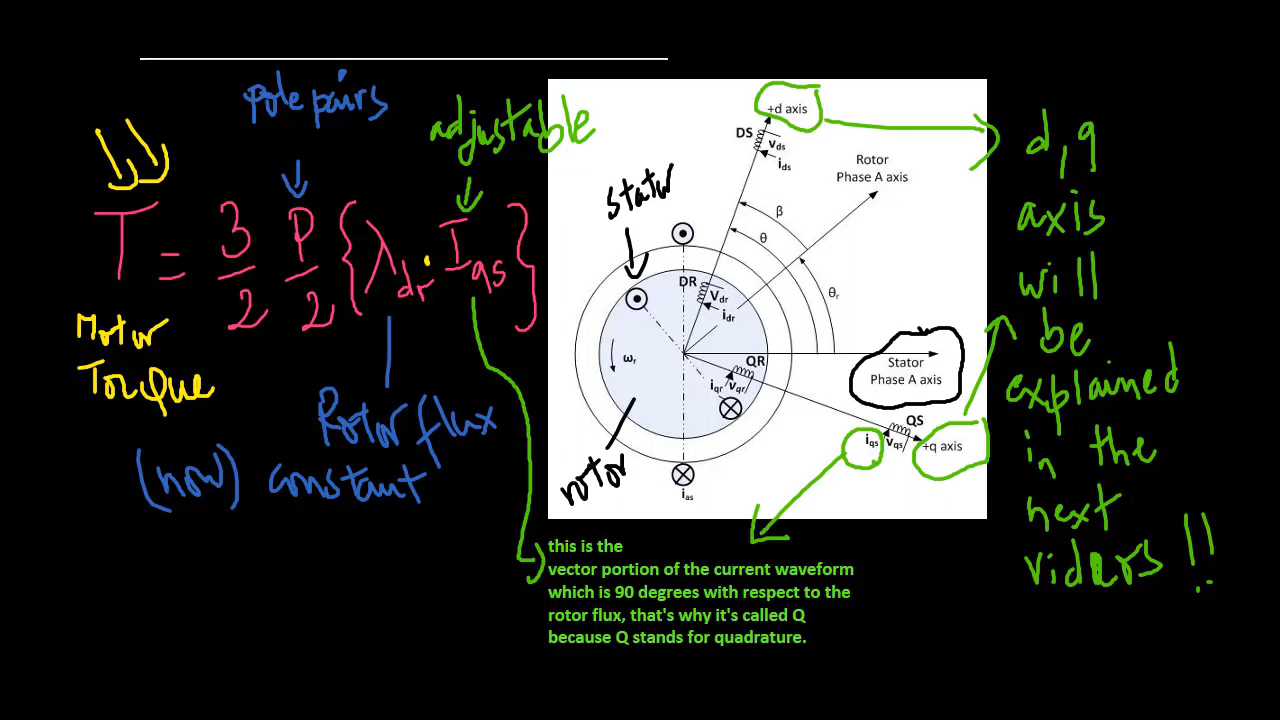 pole pairs
adjustable
T = 3/2 P/2 { λdr · Iqs }
Motor
Torque
Rotor flux
(now) constant
stator
rotor
+d axis
DS
vds
ids
Rotor
Phase A axis
β
θ
θr
DR
Vdr
idr
ωr
QR
iqr
vqr
Stator
Phase A axis
QS
iqs
vqs
+q axis
ias
this is the
vector portion of the current waveform
which is 90 degrees with respect to the
rotor flux, that's why it's called Q
because Q stands for quadrature.
d,q
axis
will
be
explained
in the
next
viders !!